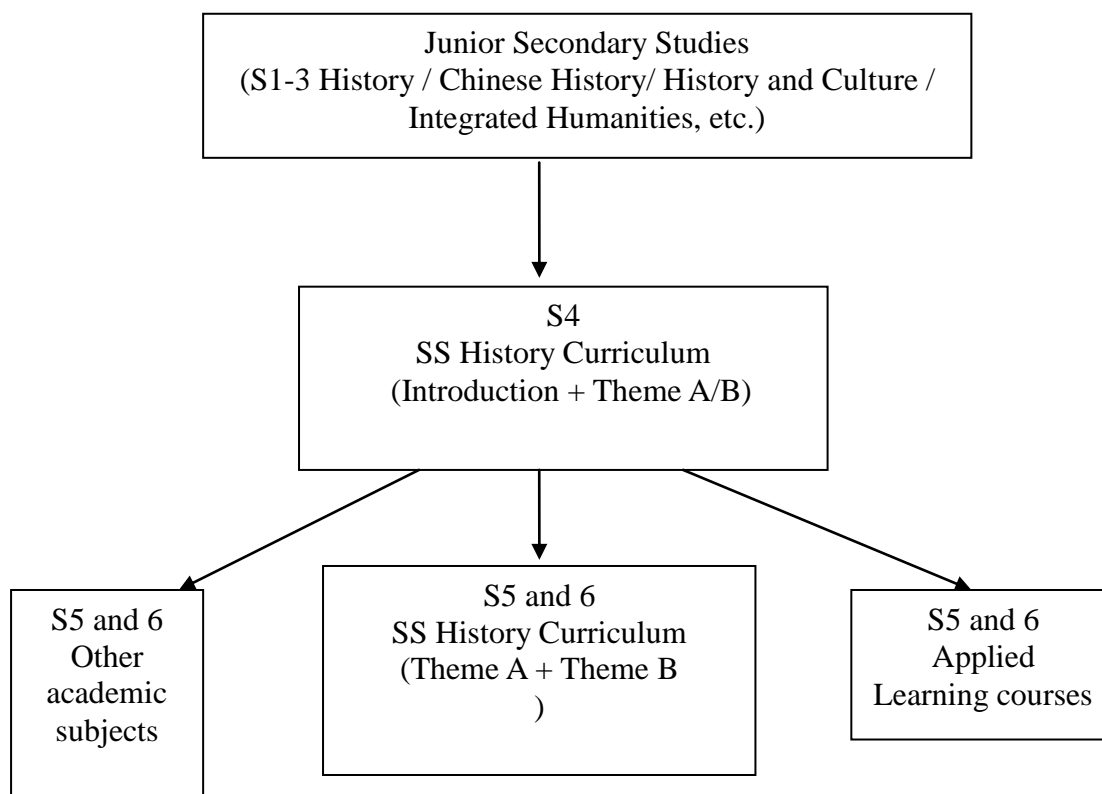 Junior Secondary Studies
(S1-3 History / Chinese History/ History and Culture /
Integrated Humanities, etc.)
S4
SS History Curriculum
(Introduction + Theme A/B)
S5 and 6
Other
academic
subjects
S5 and 6
SS History Curriculum
(Theme A + Theme B
)
S5 and 6
Applied
Learning courses